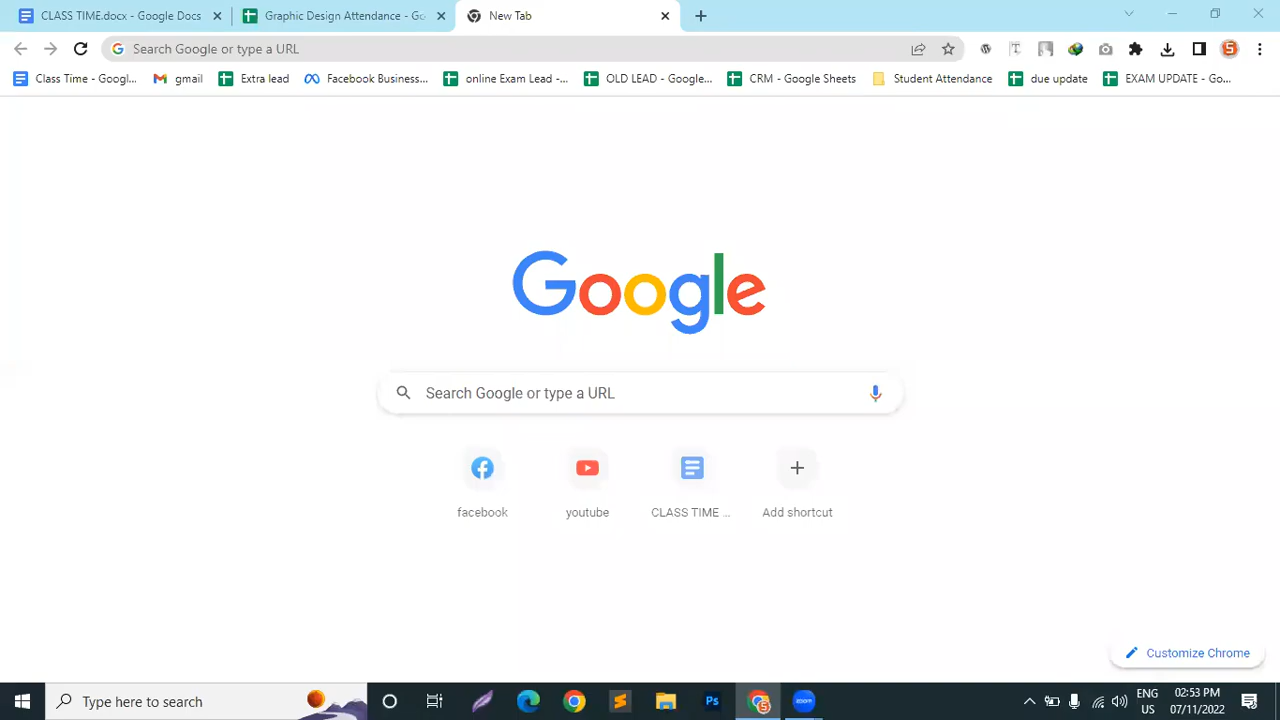 CLASS TIME.docx - Google Docs
Graphic Design Attendance - Go
New Tab
Search Google or type a URL
Class Time - Googl...
gmail
Extra lead
Facebook Business...
online Exam Lead -...
OLD LEAD - Google...
CRM - Google Sheets
Student Attendance
due update
EXAM UPDATE - Go...
Google
Search Google or type a URL
facebook
youtube
CLASS TIME ...
Add shortcut
Customize Chrome
Type here to search
Ps
zoom
ENG
US
02:53 PM
07/11/2022